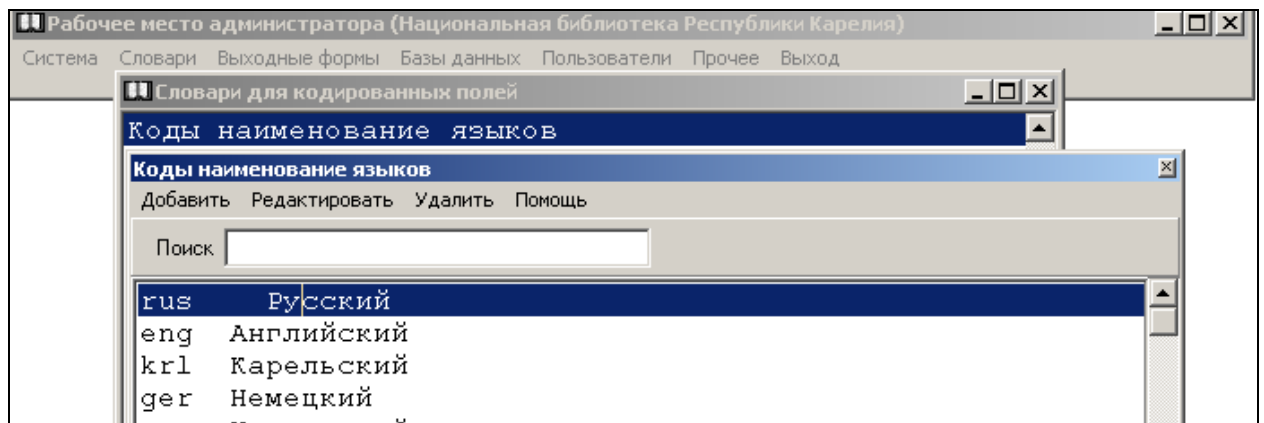 Рабочее место администратора (Национальная библиотека Республики Карелия)
Система Словари Выходные формы Базы данных Пользователи Прочее Выход
Словари для кодированных полей
Коды наименование языков
Коды наименование языков
Добавить Редактировать Удалить Помощь
Поиск
rus Русский
eng Английский
krl Карельский
ger Немецкий